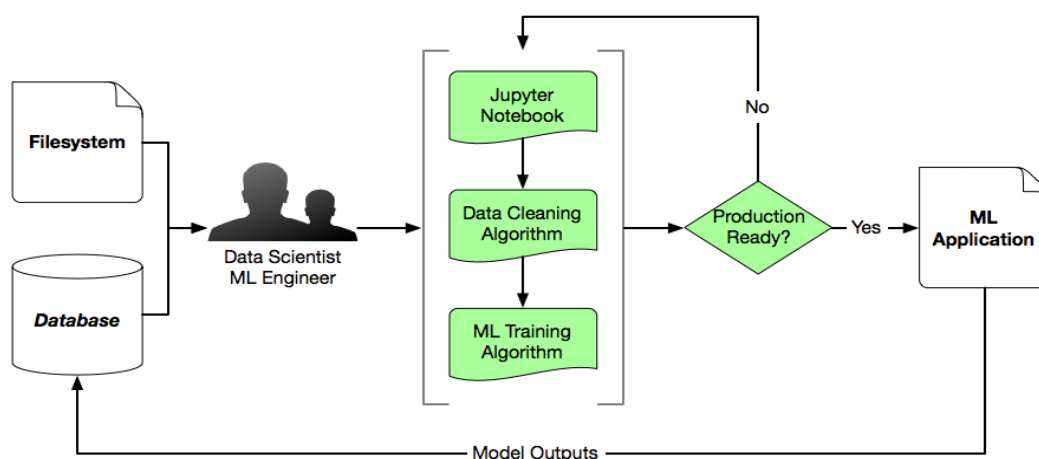 Filesystem
Database
Data Scientist
ML Engineer
Jupyter
Notebook
Data Cleaning
Algorithm
ML Training
Algorithm
No
Production
Ready?
Yes
ML
Application
Model Outputs